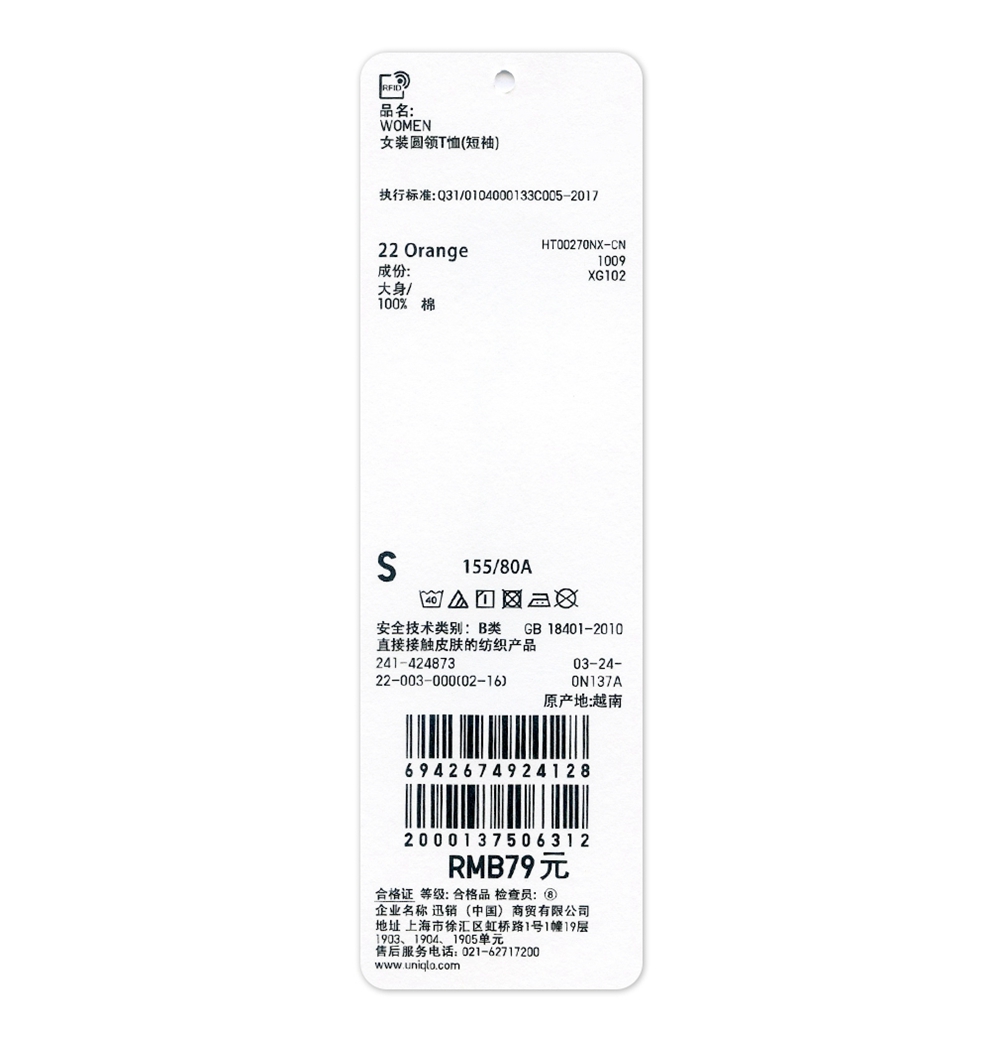 RFID
品名:
WOMEN
女装圆领T恤(短袖)
执行标准:Q31/0104000133C005-2017
22 Orange
HT00270NX-CN
成份:
1009
大身/
XG102
100% 棉
S 155/80A
40
安全技术类别: B类 GB 18401-2010
直接接触皮肤的纺织产品
241-424873 03-24-
22-003-000(02-16) 0N137A
原产地:越南
6942674924128
2000137506312
RMB79元
合格证 等级: 合格品 检查员: ⑧
企业名称 迅销（中国）商贸有限公司
地址 上海市徐汇区虹桥路1号1幢19层
1903、1904、1905单元
售后服务电话: 021-62717200
www.uniqlo.com